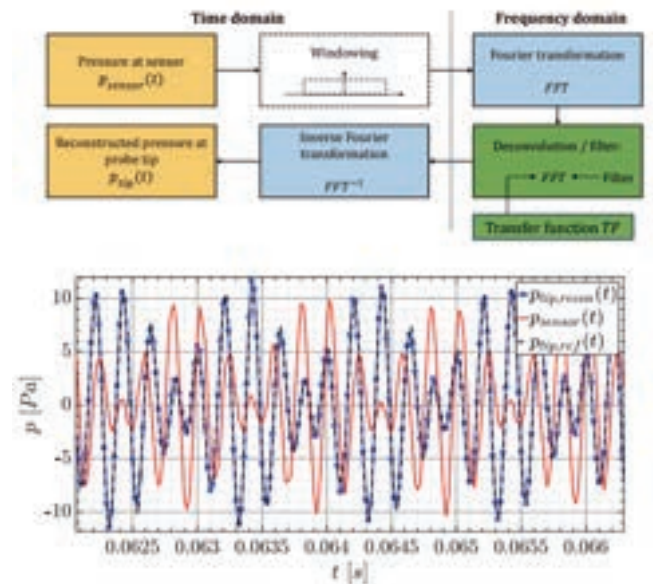 Time domain
Frequency domain
Pressure at sensor
p_sensor(t)
Windowing
Fourier transformation
FFT
Reconstructed pressure at
probe tip
p_tip(t)
Inverse Fourier
transformation
FFT⁻¹
Deconvolution / filter:
FFT
Filter
Transfer function TF
p_tip,recon(t)
p_sensor(t)
p_tip,ref(t)
10
5
0
-5
-10
p [Pa]
0.0625 0.063 0.0635 0.064 0.0645 0.065 0.0655 0.066
t [s]